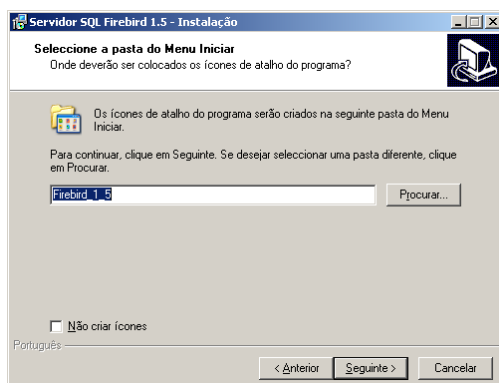 Servidor SQL Firebird 1.5 - Instalação
Seleccione a pasta do Menu Iniciar
Onde deverão ser colocados os ícones de atalho do programa?
Os ícones de atalho do programa serão criados na seguinte pasta do Menu
Iniciar.
Para continuar, clique em Seguinte. Se desejar seleccionar uma pasta diferente, clique
em Procurar.
Firebird_1_5
Procurar...
Não criar ícones
Português
< Anterior
Seguinte >
Cancelar